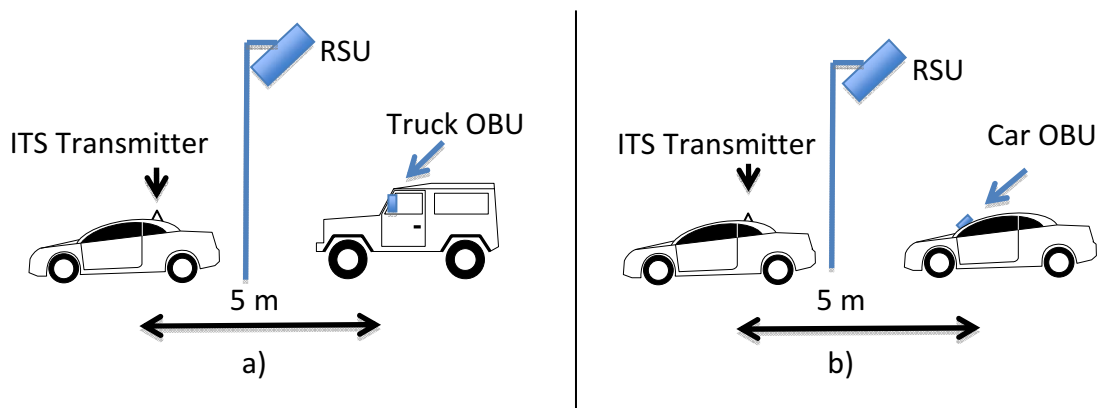 RSU
ITS Transmitter
Truck OBU
5 m
a)
RSU
ITS Transmitter
Car OBU
5 m
b)